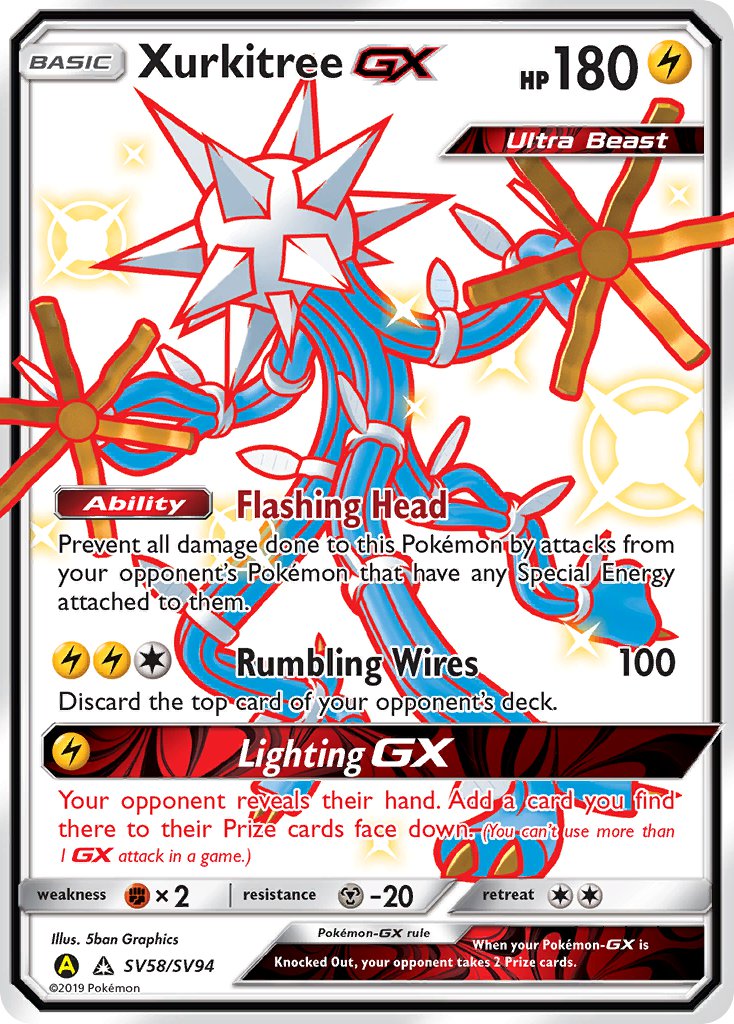 BASIC Xurkitree GX HP 180
Ultra Beast
Ability Flashing Head
Prevent all damage done to this Pokémon by attacks from
your opponent's Pokémon that have any Special Energy
attached to them.
Rumbling Wires 100
Discard the top card of your opponent's deck.
Lighting GX
Your opponent reveals their hand. Add a card you find
there to their Prize cards face down. (You can't use more than
1 GX attack in a game.)
weakness ×2 resistance -20 retreat
Illus. 5ban Graphics
A SV58/SV94
©2019 Pokémon
Pokémon-GX rule
When your Pokémon-GX is
Knocked Out, your opponent takes 2 Prize cards.